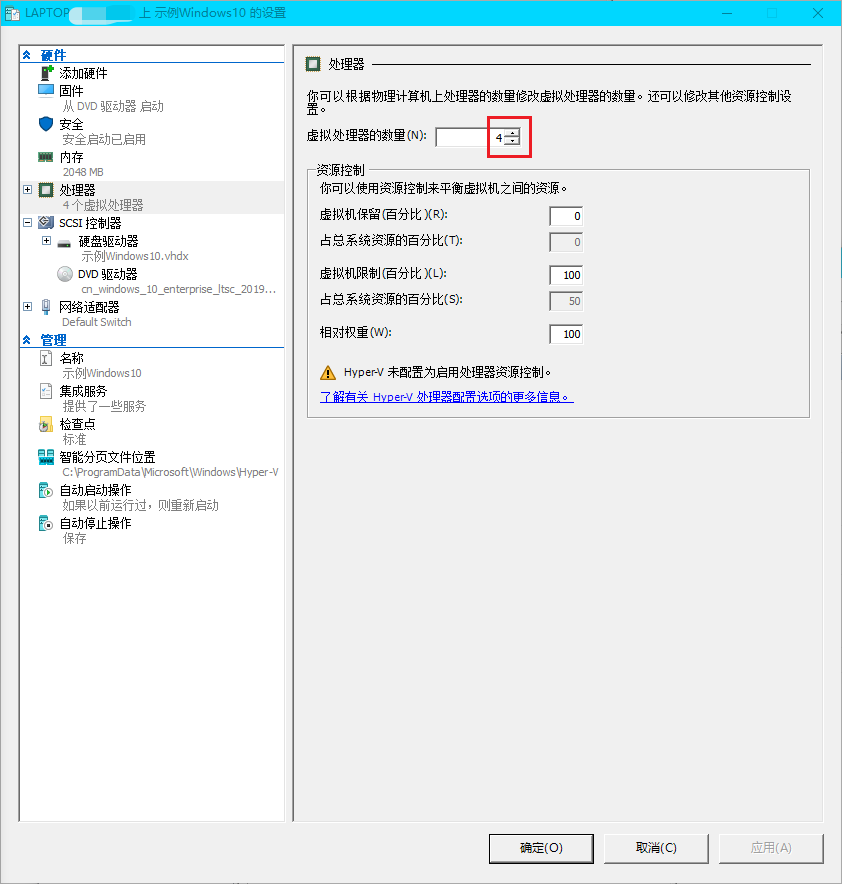 LAPTOP 上 示例Windows10 的设置
硬件
添加硬件
固件
从 DVD 驱动器 启动
安全
安全启动已启用
内存
2048 MB
处理器
4 个虚拟处理器
SCSI 控制器
硬盘驱动器
示例Windows10.vhdx
DVD 驱动器
cn_windows_10_enterprise_ltsc_2019...
网络适配器
Default Switch
管理
名称
示例Windows10
集成服务
提供了一些服务
检查点
标准
智能分页文件位置
C:\ProgramData\Microsoft\Windows\Hyper-V
自动启动操作
如果以前运行过，则重新启动
自动停止操作
保存
处理器
你可以根据物理计算机上处理器的数量修改虚拟处理器的数量。还可以修改其他资源控制设
置。
虚拟处理器的数量(N): 4
资源控制
你可以使用资源控制来平衡虚拟机之间的资源。
虚拟机保留(百分比)(R): 0
占总系统资源的百分比(T): 0
虚拟机限制(百分比)(L): 100
占总系统资源的百分比(S): 50
相对权重(W): 100
Hyper-V 未配置为启用处理器资源控制。
了解有关 Hyper-V 处理器配置选项的更多信息。
确定(O) 取消(C) 应用(A)